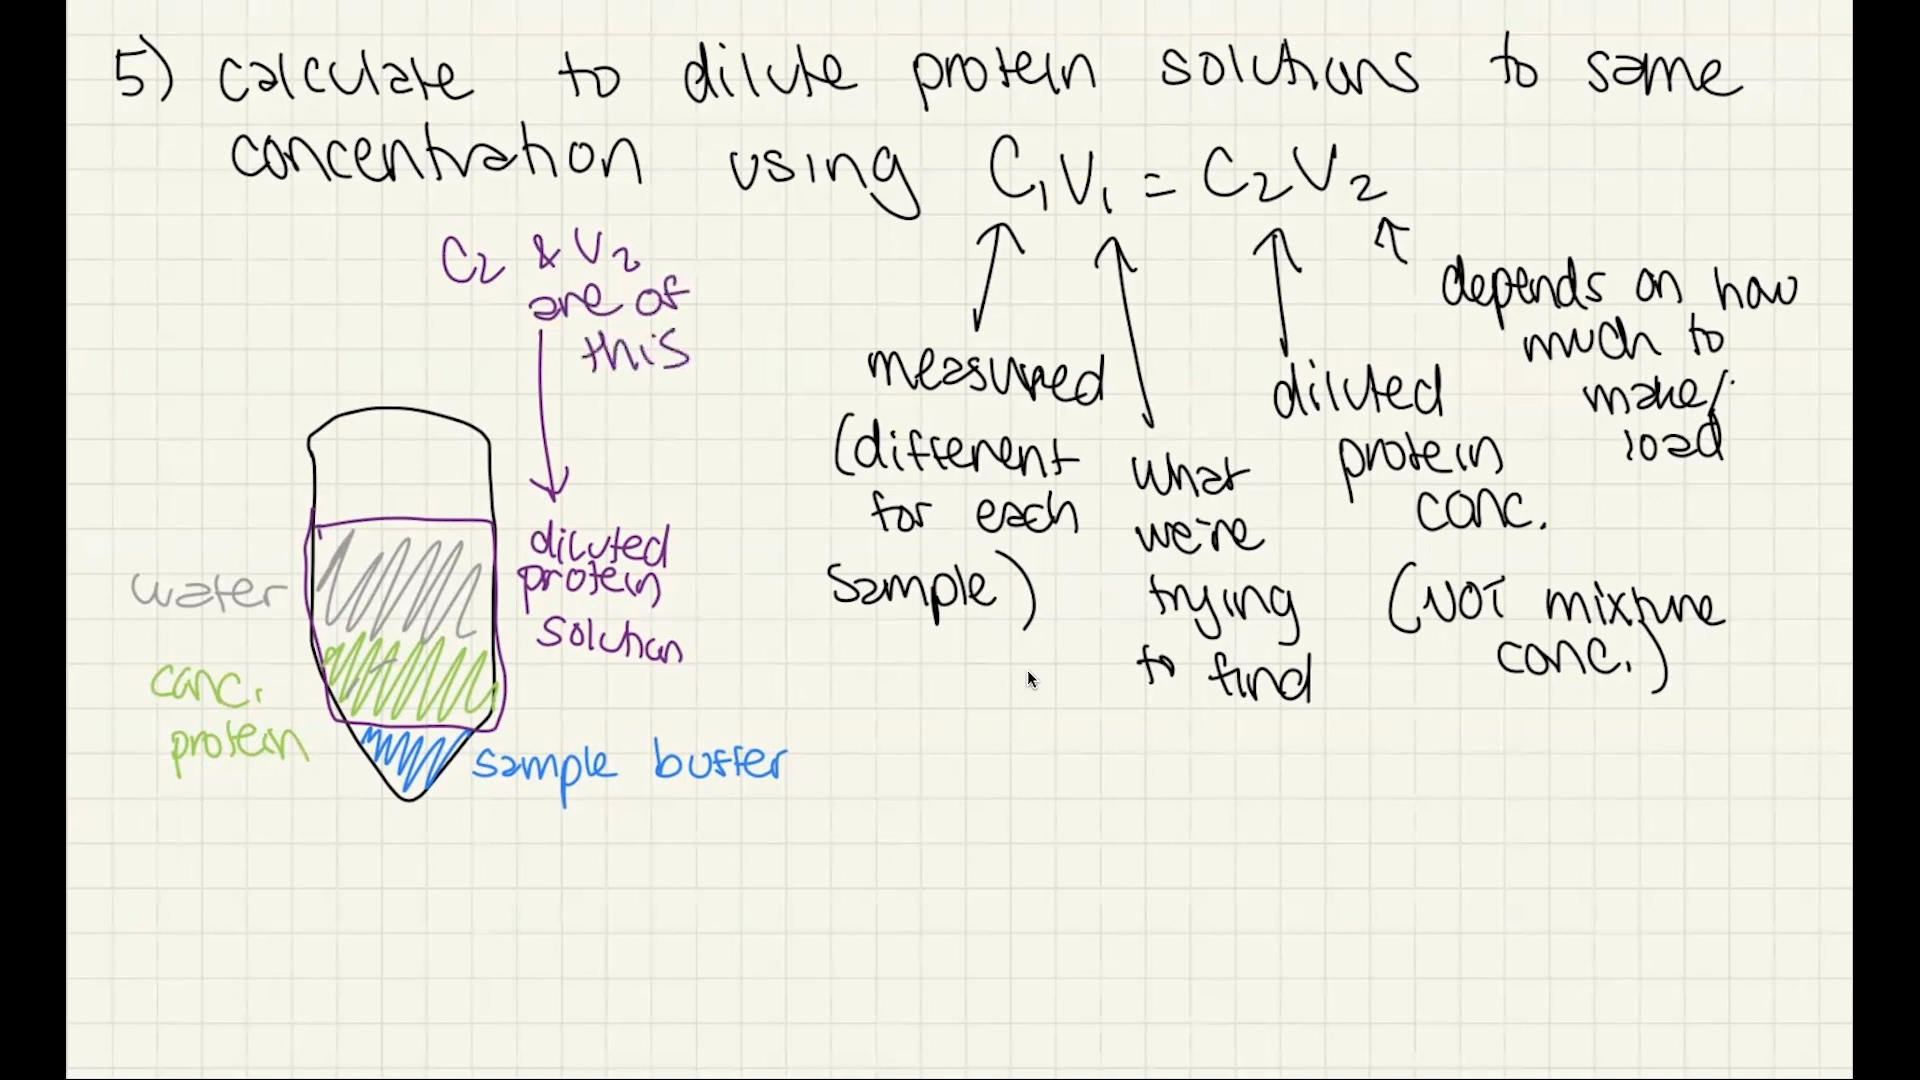 5) calculate to dilute protein solutions to same
concentration using C₁V₁ = C₂V₂
C₂ & V₂
are of
this
measured
(different
for each
sample)
what
we're
trying
to find
diluted
protein
conc.
(NOT mixture
conc.)
depends on how
much to
make/
load
water
conc.
protein
diluted
protein
solution
sample buffer